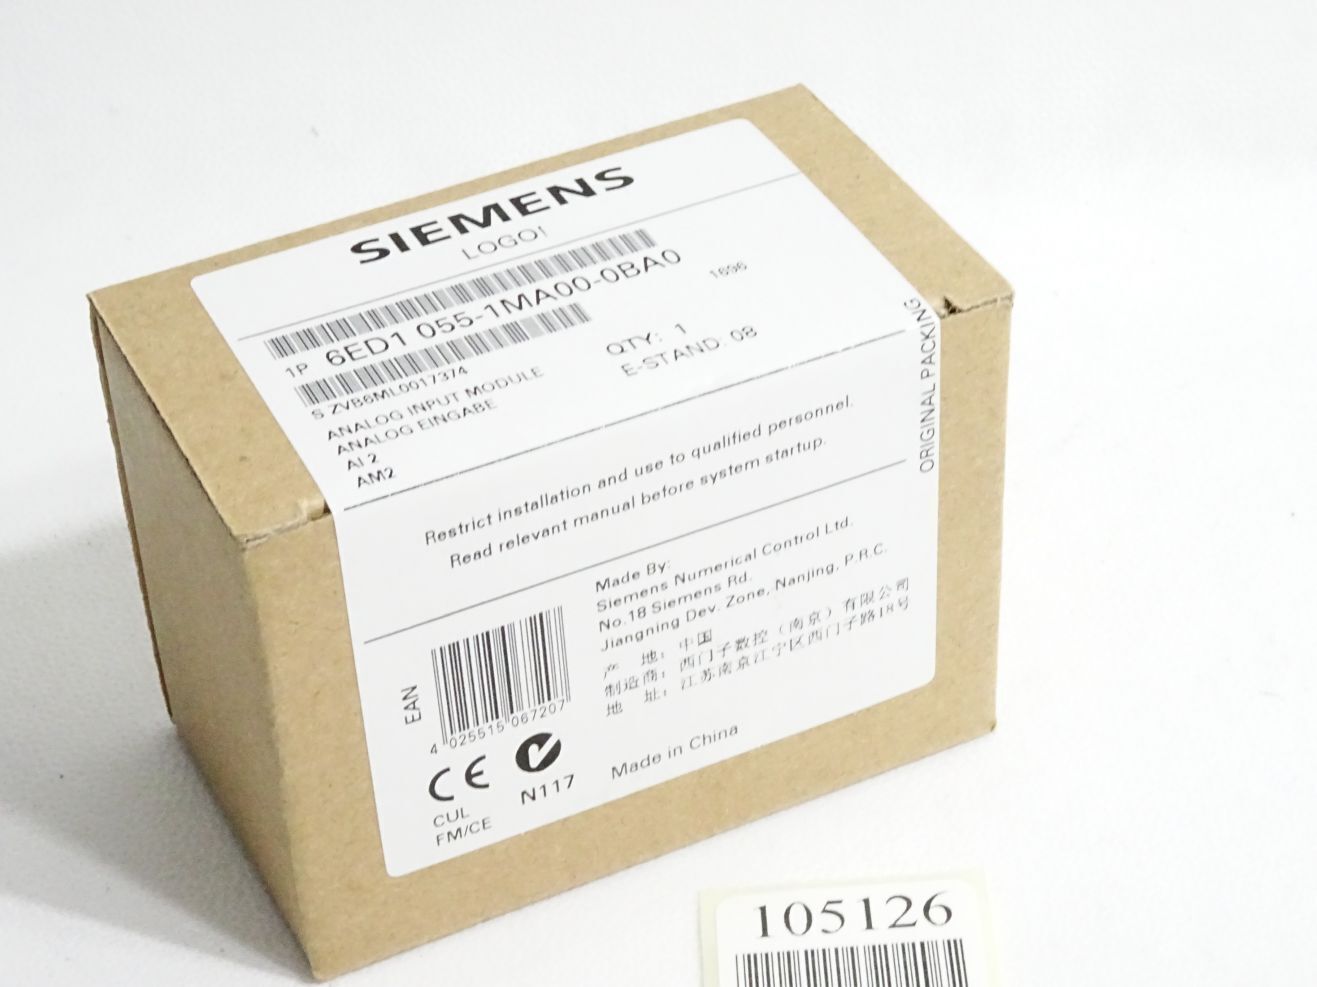 SIEMENS
LOGO!
1P 6ED1 055-1MA00-0BA0
1696
S ZVB6ML0017374
QTY: 1
E-STAND: 08
ANALOG INPUT MODULE
ANALOG EINGABE
AI 2
AM2
ORIGINAL PACKING
Restrict installation and use to qualified personnel.
Read relevant manual before system startup.
Made By:
Siemens Numerical Control Ltd.
No.18 Siemens Rd.
Jiangning Dev. Zone, Nanjing, P.R.C.
产 地: 中国
制造商: 西门子数控(南京)有限公司
地 址: 江苏南京江宁区西门子路18号
EAN
4 025515 067207
CE
N117
CUL
FM/CE
Made in China
105126